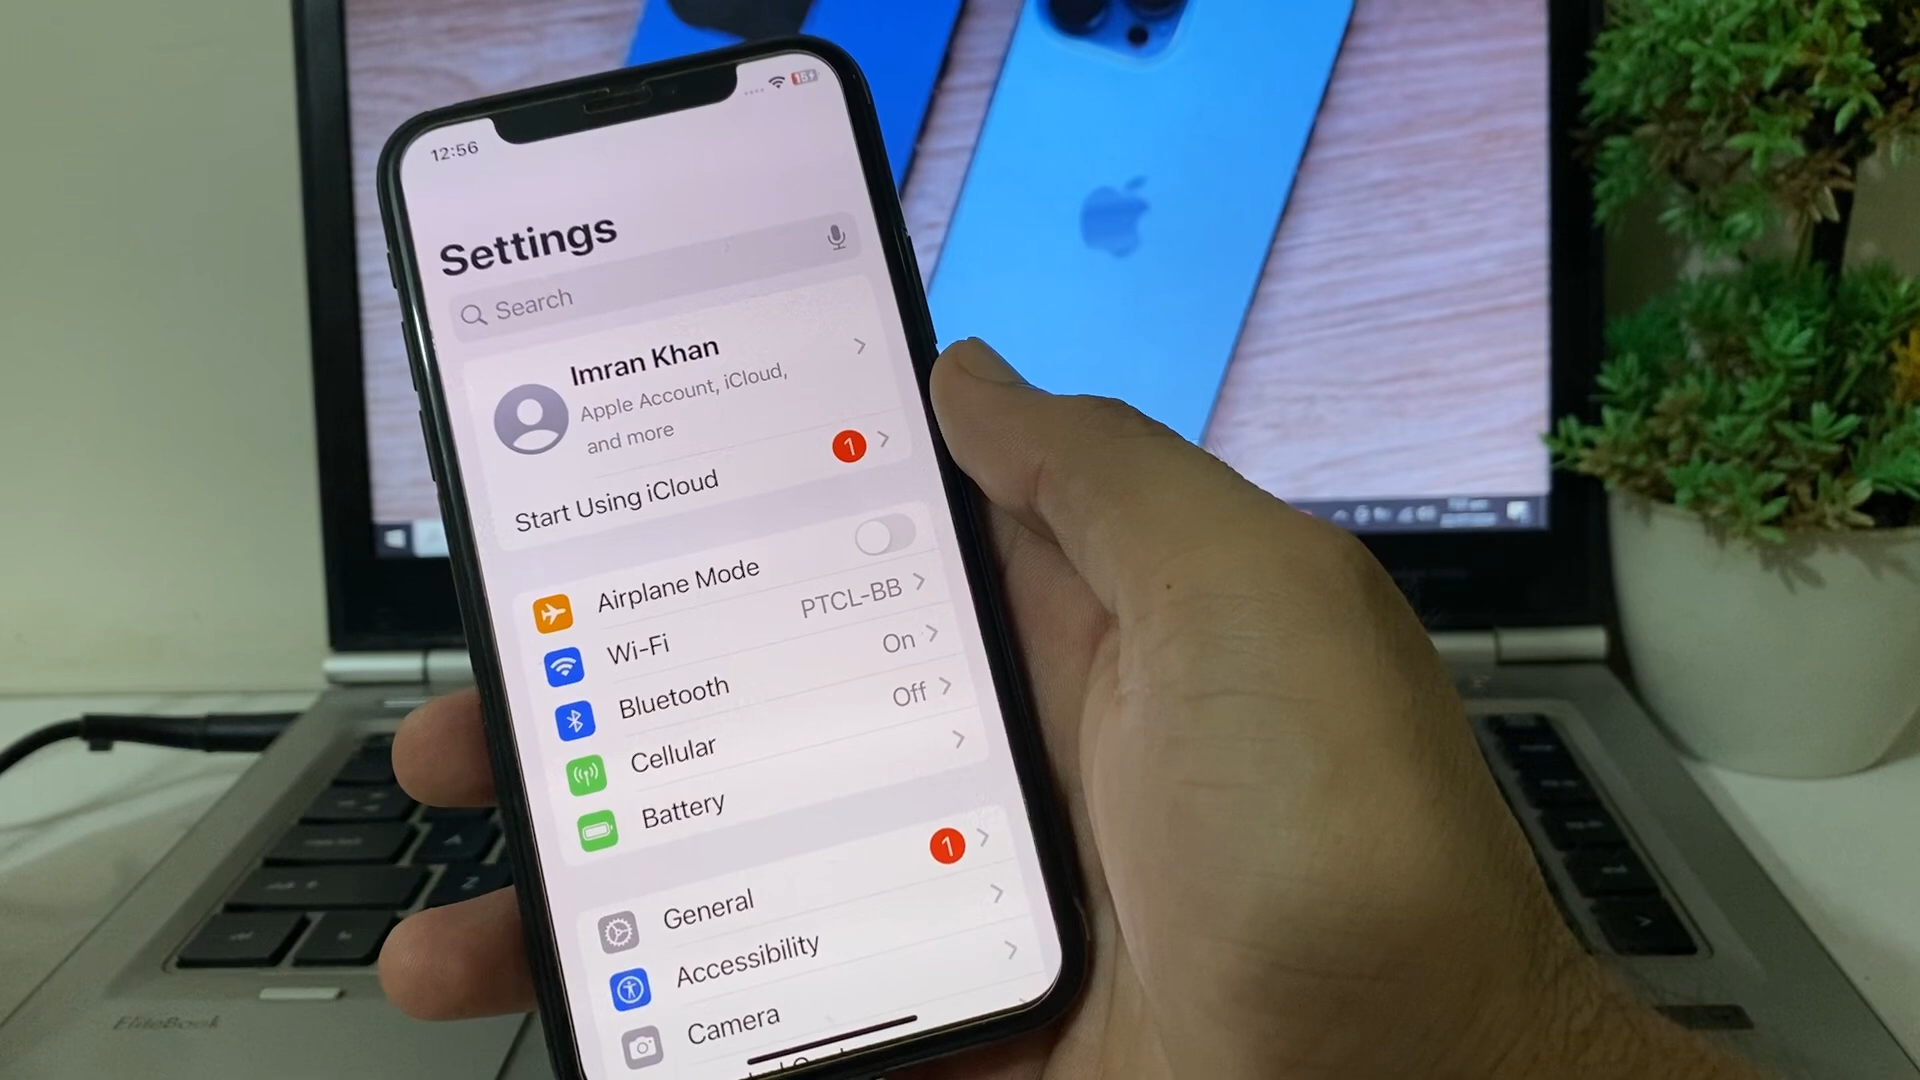 12:56
15
Settings
Search
Imran Khan
Apple Account, iCloud,
and more
Start Using iCloud
1
Airplane Mode
Wi-Fi
PTCL-BB
Bluetooth
On
Cellular
Off
Battery
General
1
Accessibility
Camera
EliteBook